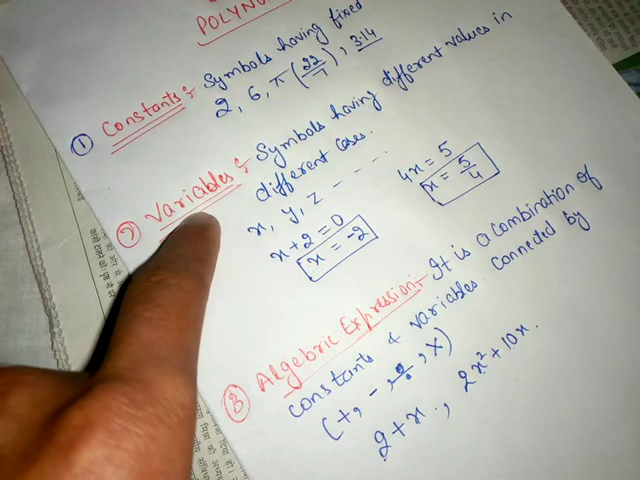 POLYN
① Constants :- Symbols having fixed
2, 6, π (22/7), 3.14
② Variables :- Symbols having different values in
different cases.
x, y, z - - - -
x+2=0
x = -2
4x = 5
x = 5/4
③ Algebric Expression:- It is a combination of
constants & variables. conneded by
(+, -, ÷, ×)
2+x., 2x²+10x.